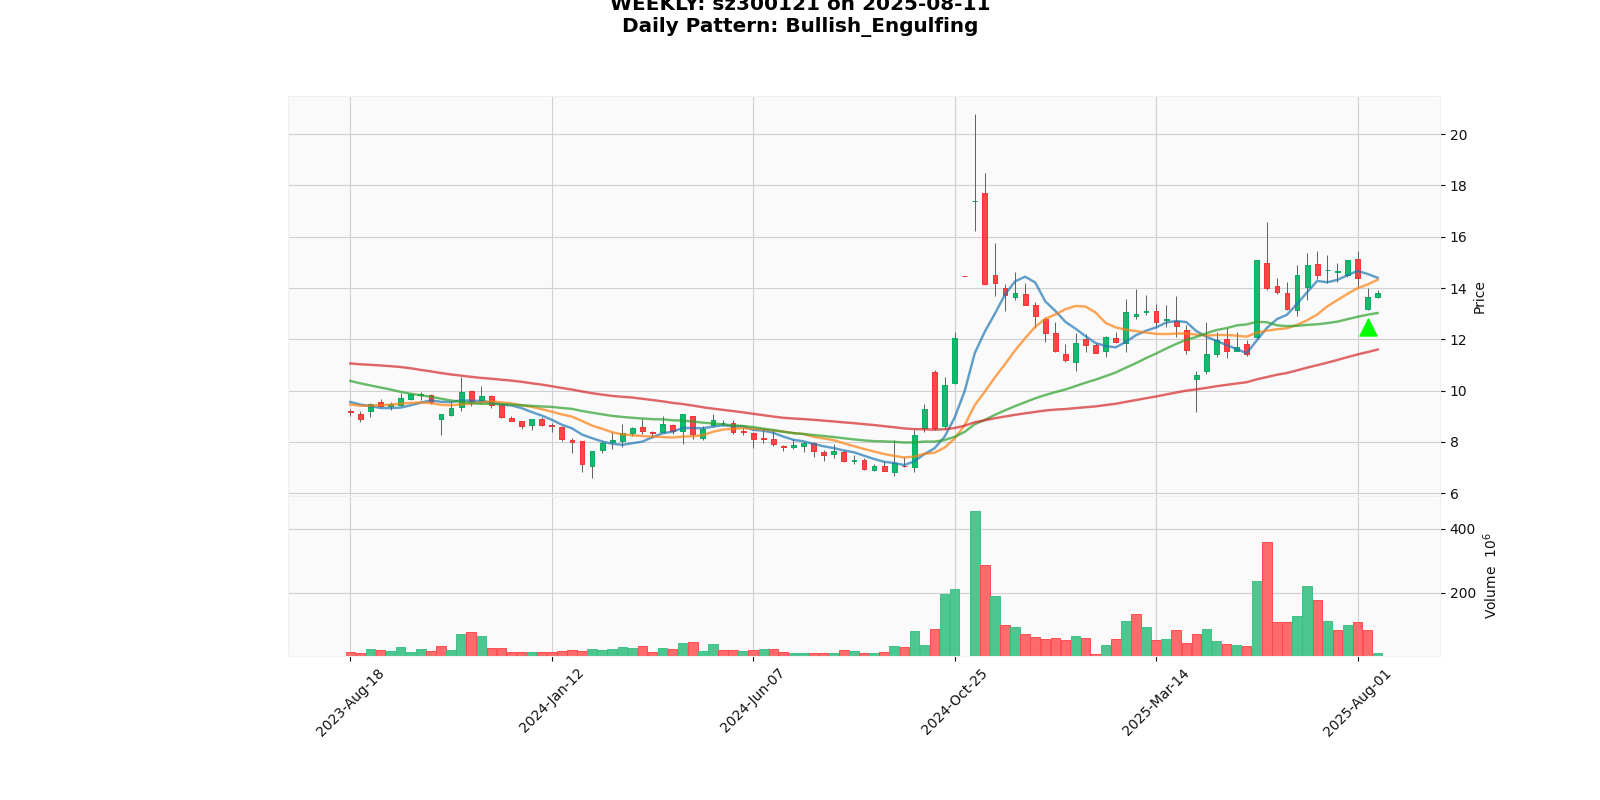 WEEKLY: sz300121 on 2025-08-11
Daily Pattern: Bullish_Engulfing
20
18
16
14
12
10
8
6
Price
400
200
Volume 10^6
2023-Aug-18
2024-Jan-12
2024-Jun-07
2024-Oct-25
2025-Mar-14
2025-Aug-01